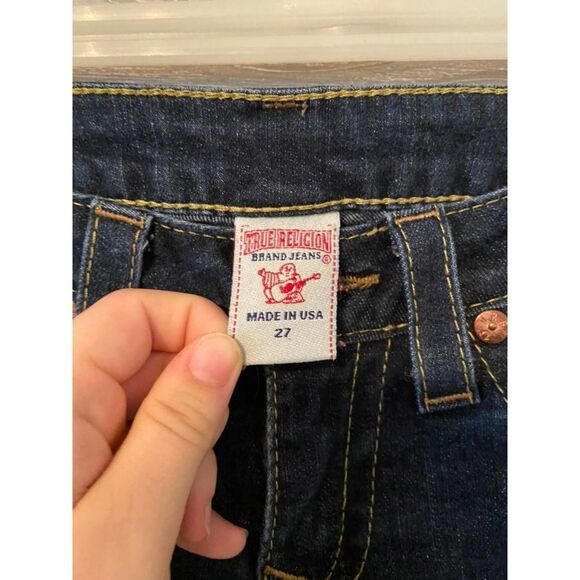 TRUE RELIGION
BRAND JEANS
®
MADE IN USA
27